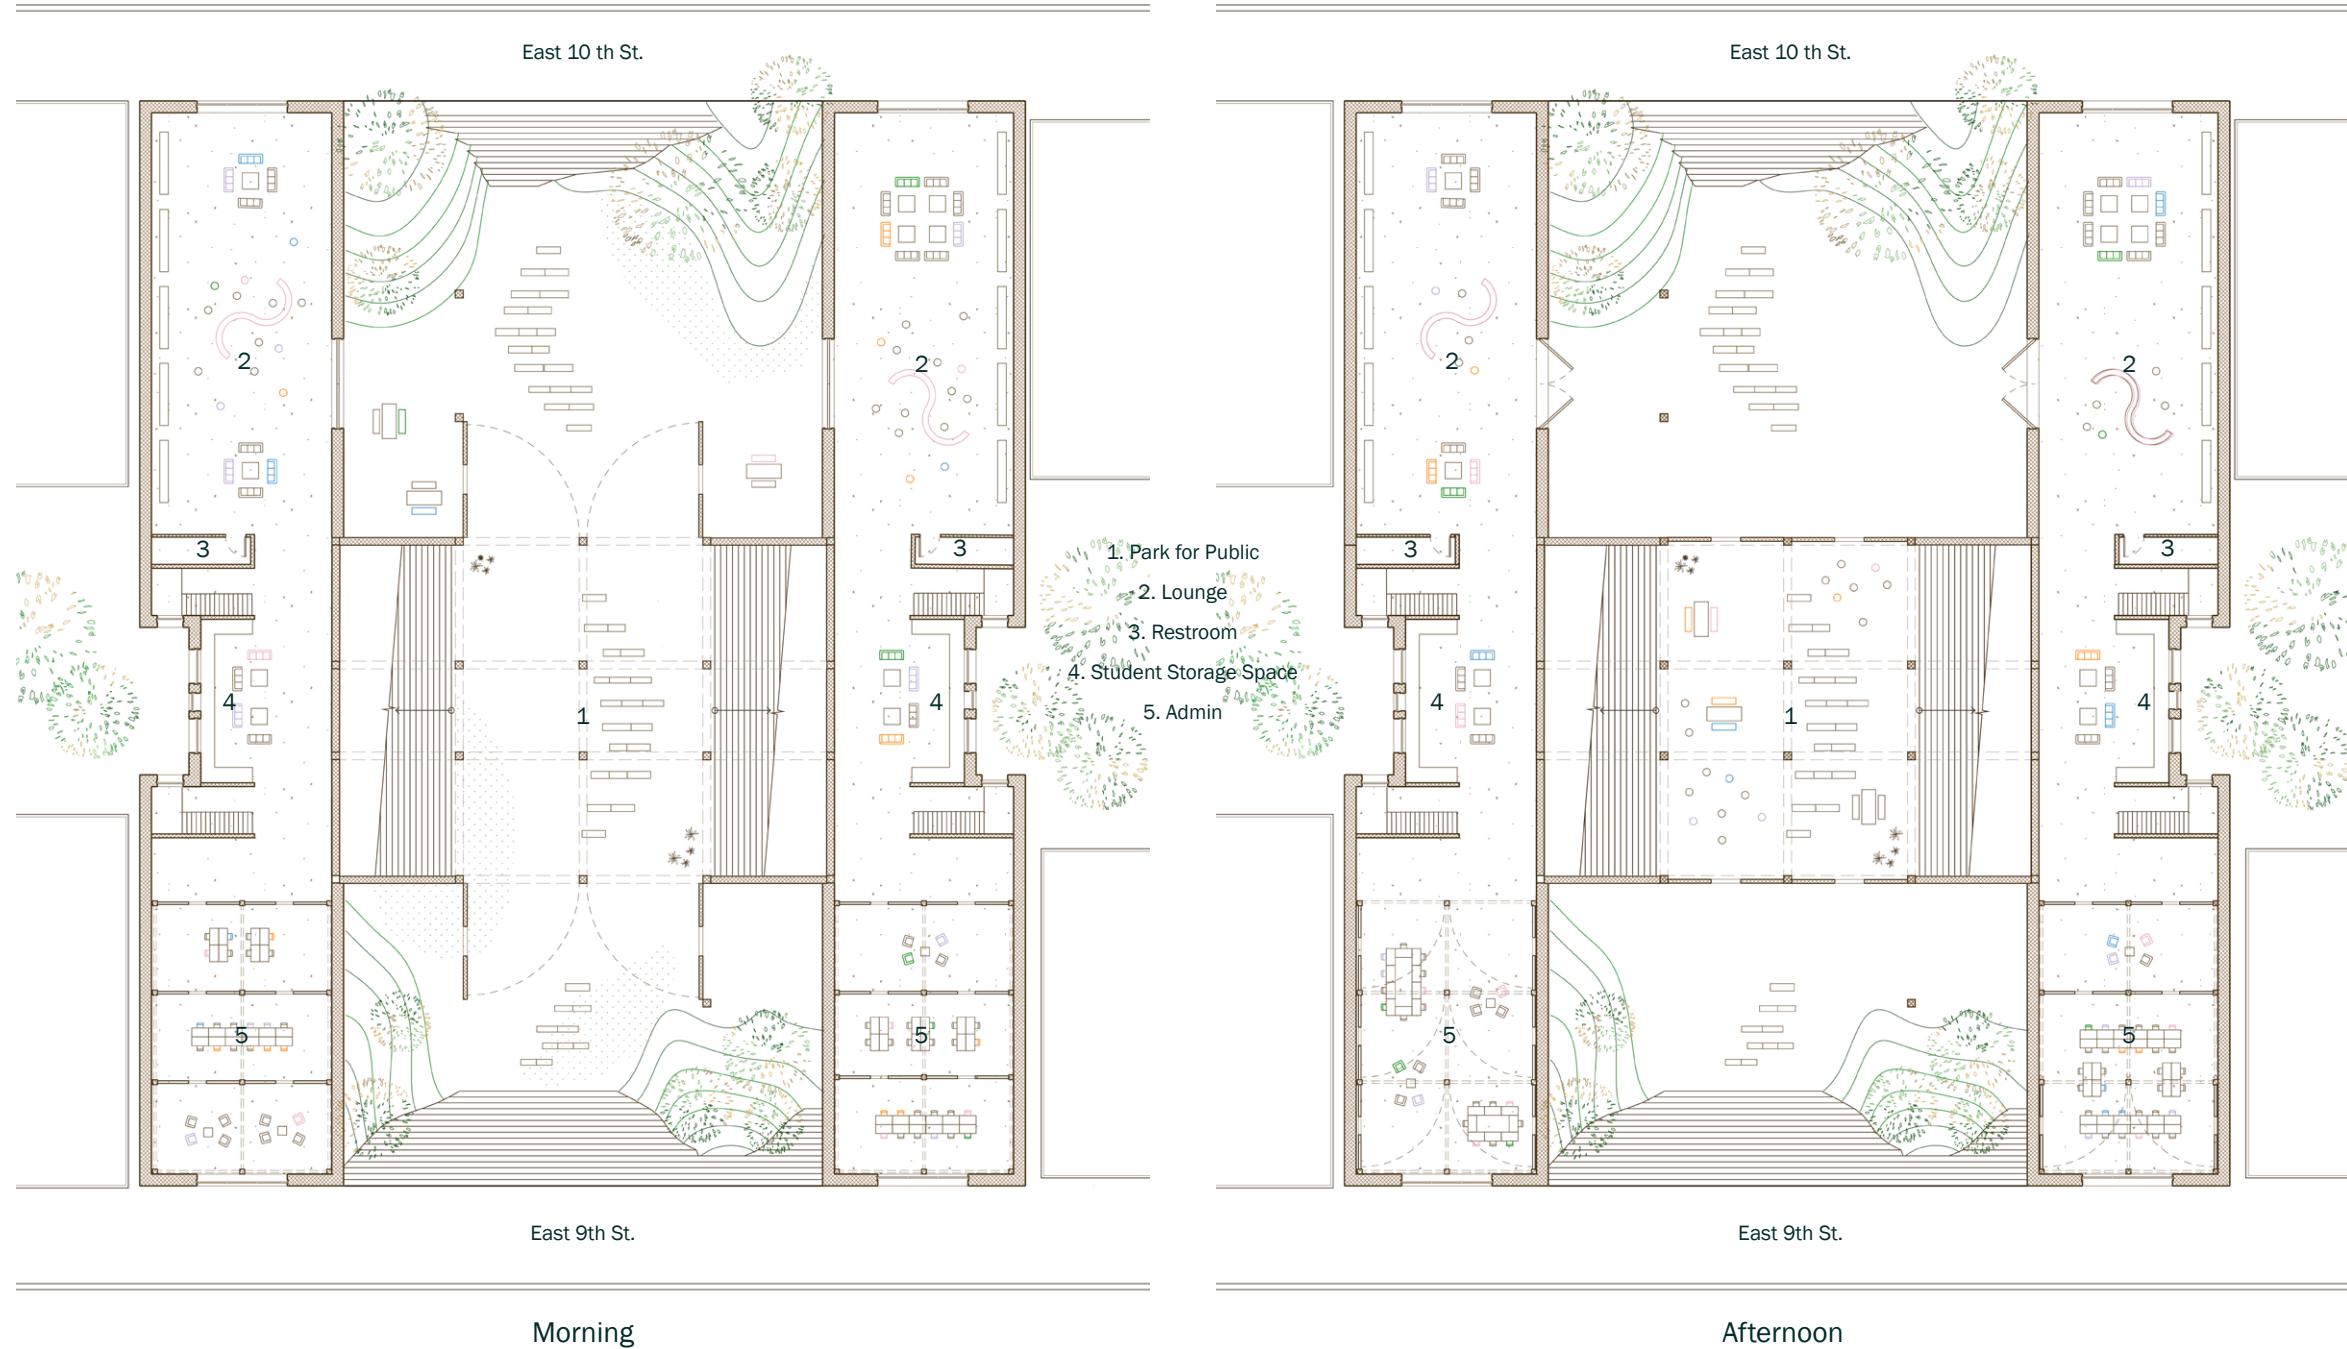 East 10 th St.
East 10 th St.
2
2
2
2
3
3
3
3
1. Park for Public
2. Lounge
3. Restroom
4. Student Storage Space
5. Admin
4
1
4
4
1
4
5
5
5
5
East 9th St.
East 9th St.
Morning
Afternoon